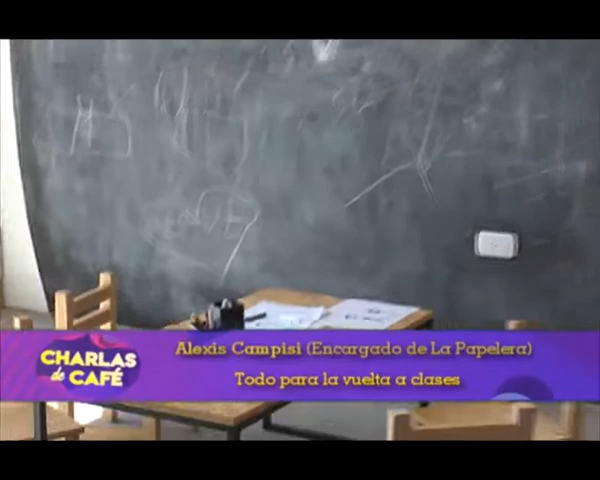 CHARLAS
de CAFÉ
Alexis Campisi (Encargado de La Papelera)
Todo para la vuelta a clases